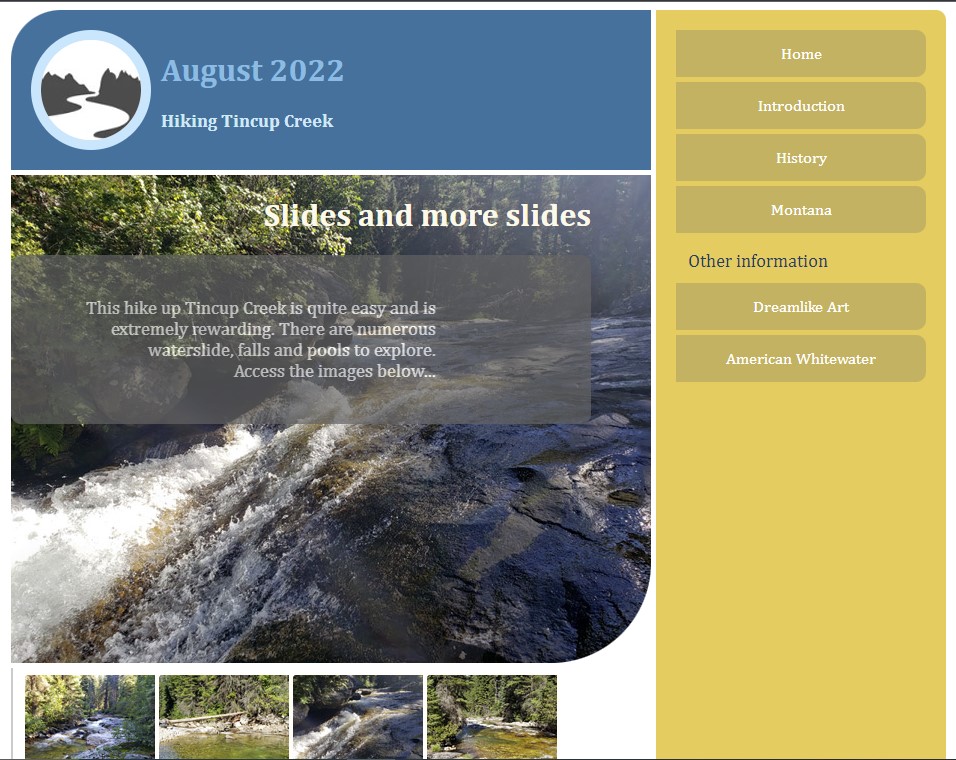 August 2022
Hiking Tincup Creek
Slides and more slides
This hike up Tincup Creek is quite easy and is
extremely rewarding. There are numerous
waterslide, falls and pools to explore.
Access the images below...
Home
Introduction
History
Montana
Other information
Dreamlike Art
American Whitewater